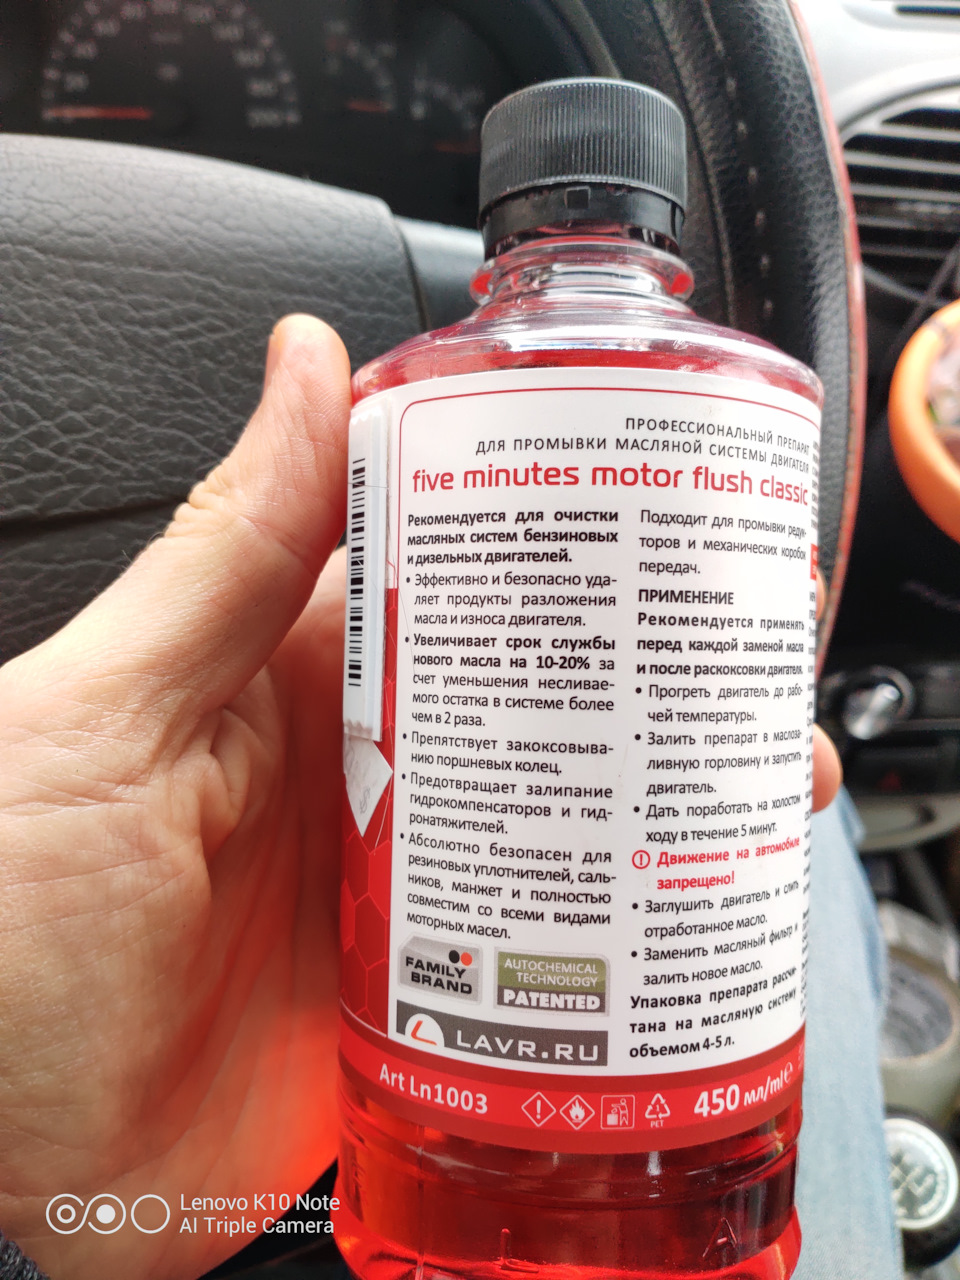 ПРОФЕССИОНАЛЬНЫЙ ПРЕПАРАТ
ДЛЯ ПРОМЫВКИ МАСЛЯНОЙ СИСТЕМЫ ДВИГАТЕЛЯ
five minutes motor flush classic
Рекомендуется для очистки
масляных систем бензиновых
и дизельных двигателей.
• Эффективно и безопасно уда-
ляет продукты разложения
масла и износа двигателя.
• Увеличивает срок службы
нового масла на 10-20% за
счет уменьшения несливае-
мого остатка в системе более
чем в 2 раза.
• Препятствует закоксовыва-
нию поршневых колец.
• Предотвращает залипание
гидрокомпенсаторов и гид-
ронатяжителей.
• Абсолютно безопасен для
резиновых уплотнителей, саль-
ников, манжет и полностью
совместим со всеми видами
моторных масел.
FAMILY
BRAND
AUTOCHEMICAL
TECHNOLOGY
PATENTED
LAVR.RU
Подходит для промывки редук-
торов и механических коробок
передач.
ПРИМЕНЕНИЕ
Рекомендуется применять
перед каждой заменой масла
и после раскоксовки двигателя.
• Прогреть двигатель до рабо-
чей температуры.
• Залить препарат в маслоза-
ливную горловину и запустить
двигатель.
• Дать поработать на холостом
ходу в течение 5 минут.
Движение на автомобиле
запрещено!
• Заглушить двигатель и слить
отработанное масло.
• Заменить масляный фильтр и
залить новое масло.
Упаковка препарата рассчи-
тана на масляную систему
объемом 4-5 л.
Art Ln1003
PET
450 мл/ml e
Lenovo K10 Note
AI Triple Camera